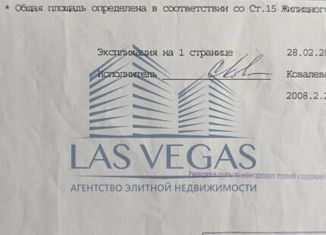 * Общая площадь определена в соответствии со Ст.15 Жилищного
Экспликация на 1 странице 28.02.20
Исполнитель Ковалева
2008.2.2
LAS VEGAS
АГЕНТСТВО ЭЛИТНОЙ НЕДВИЖИМОСТИ